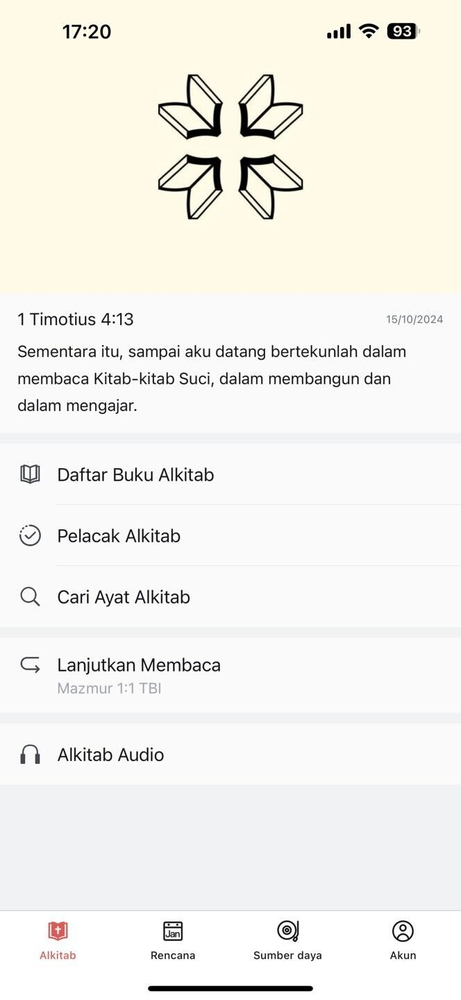 17:20
93
1 Timotius 4:13
15/10/2024
Sementara itu, sampai aku datang bertekunlah dalam
membaca Kitab-kitab Suci, dalam membangun dan
dalam mengajar.
Daftar Buku Alkitab
Pelacak Alkitab
Cari Ayat Alkitab
Lanjutkan Membaca
Mazmur 1:1 TBI
Alkitab Audio
Jan
Alkitab
Rencana
Sumber daya
Akun